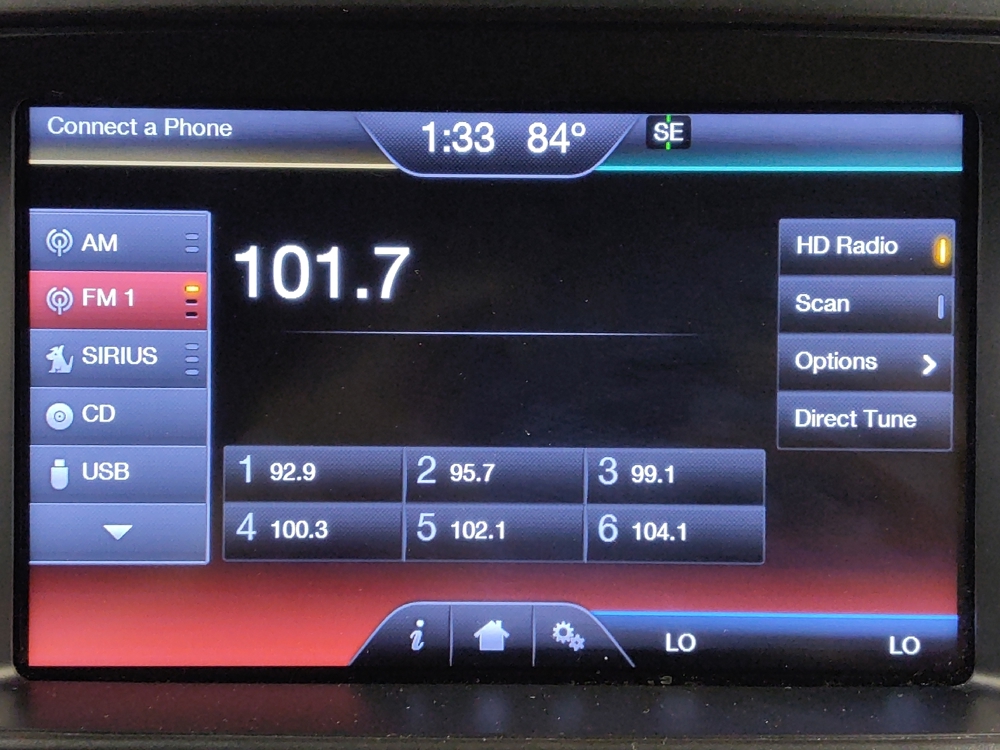 Connect a Phone
1:33 84° SE
AM
FM 1
SIRIUS
CD
USB
101.7
HD Radio
Scan
Options
Direct Tune
1 92.9 2 95.7 3 99.1
4 100.3 5 102.1 6 104.1
i
LO LO